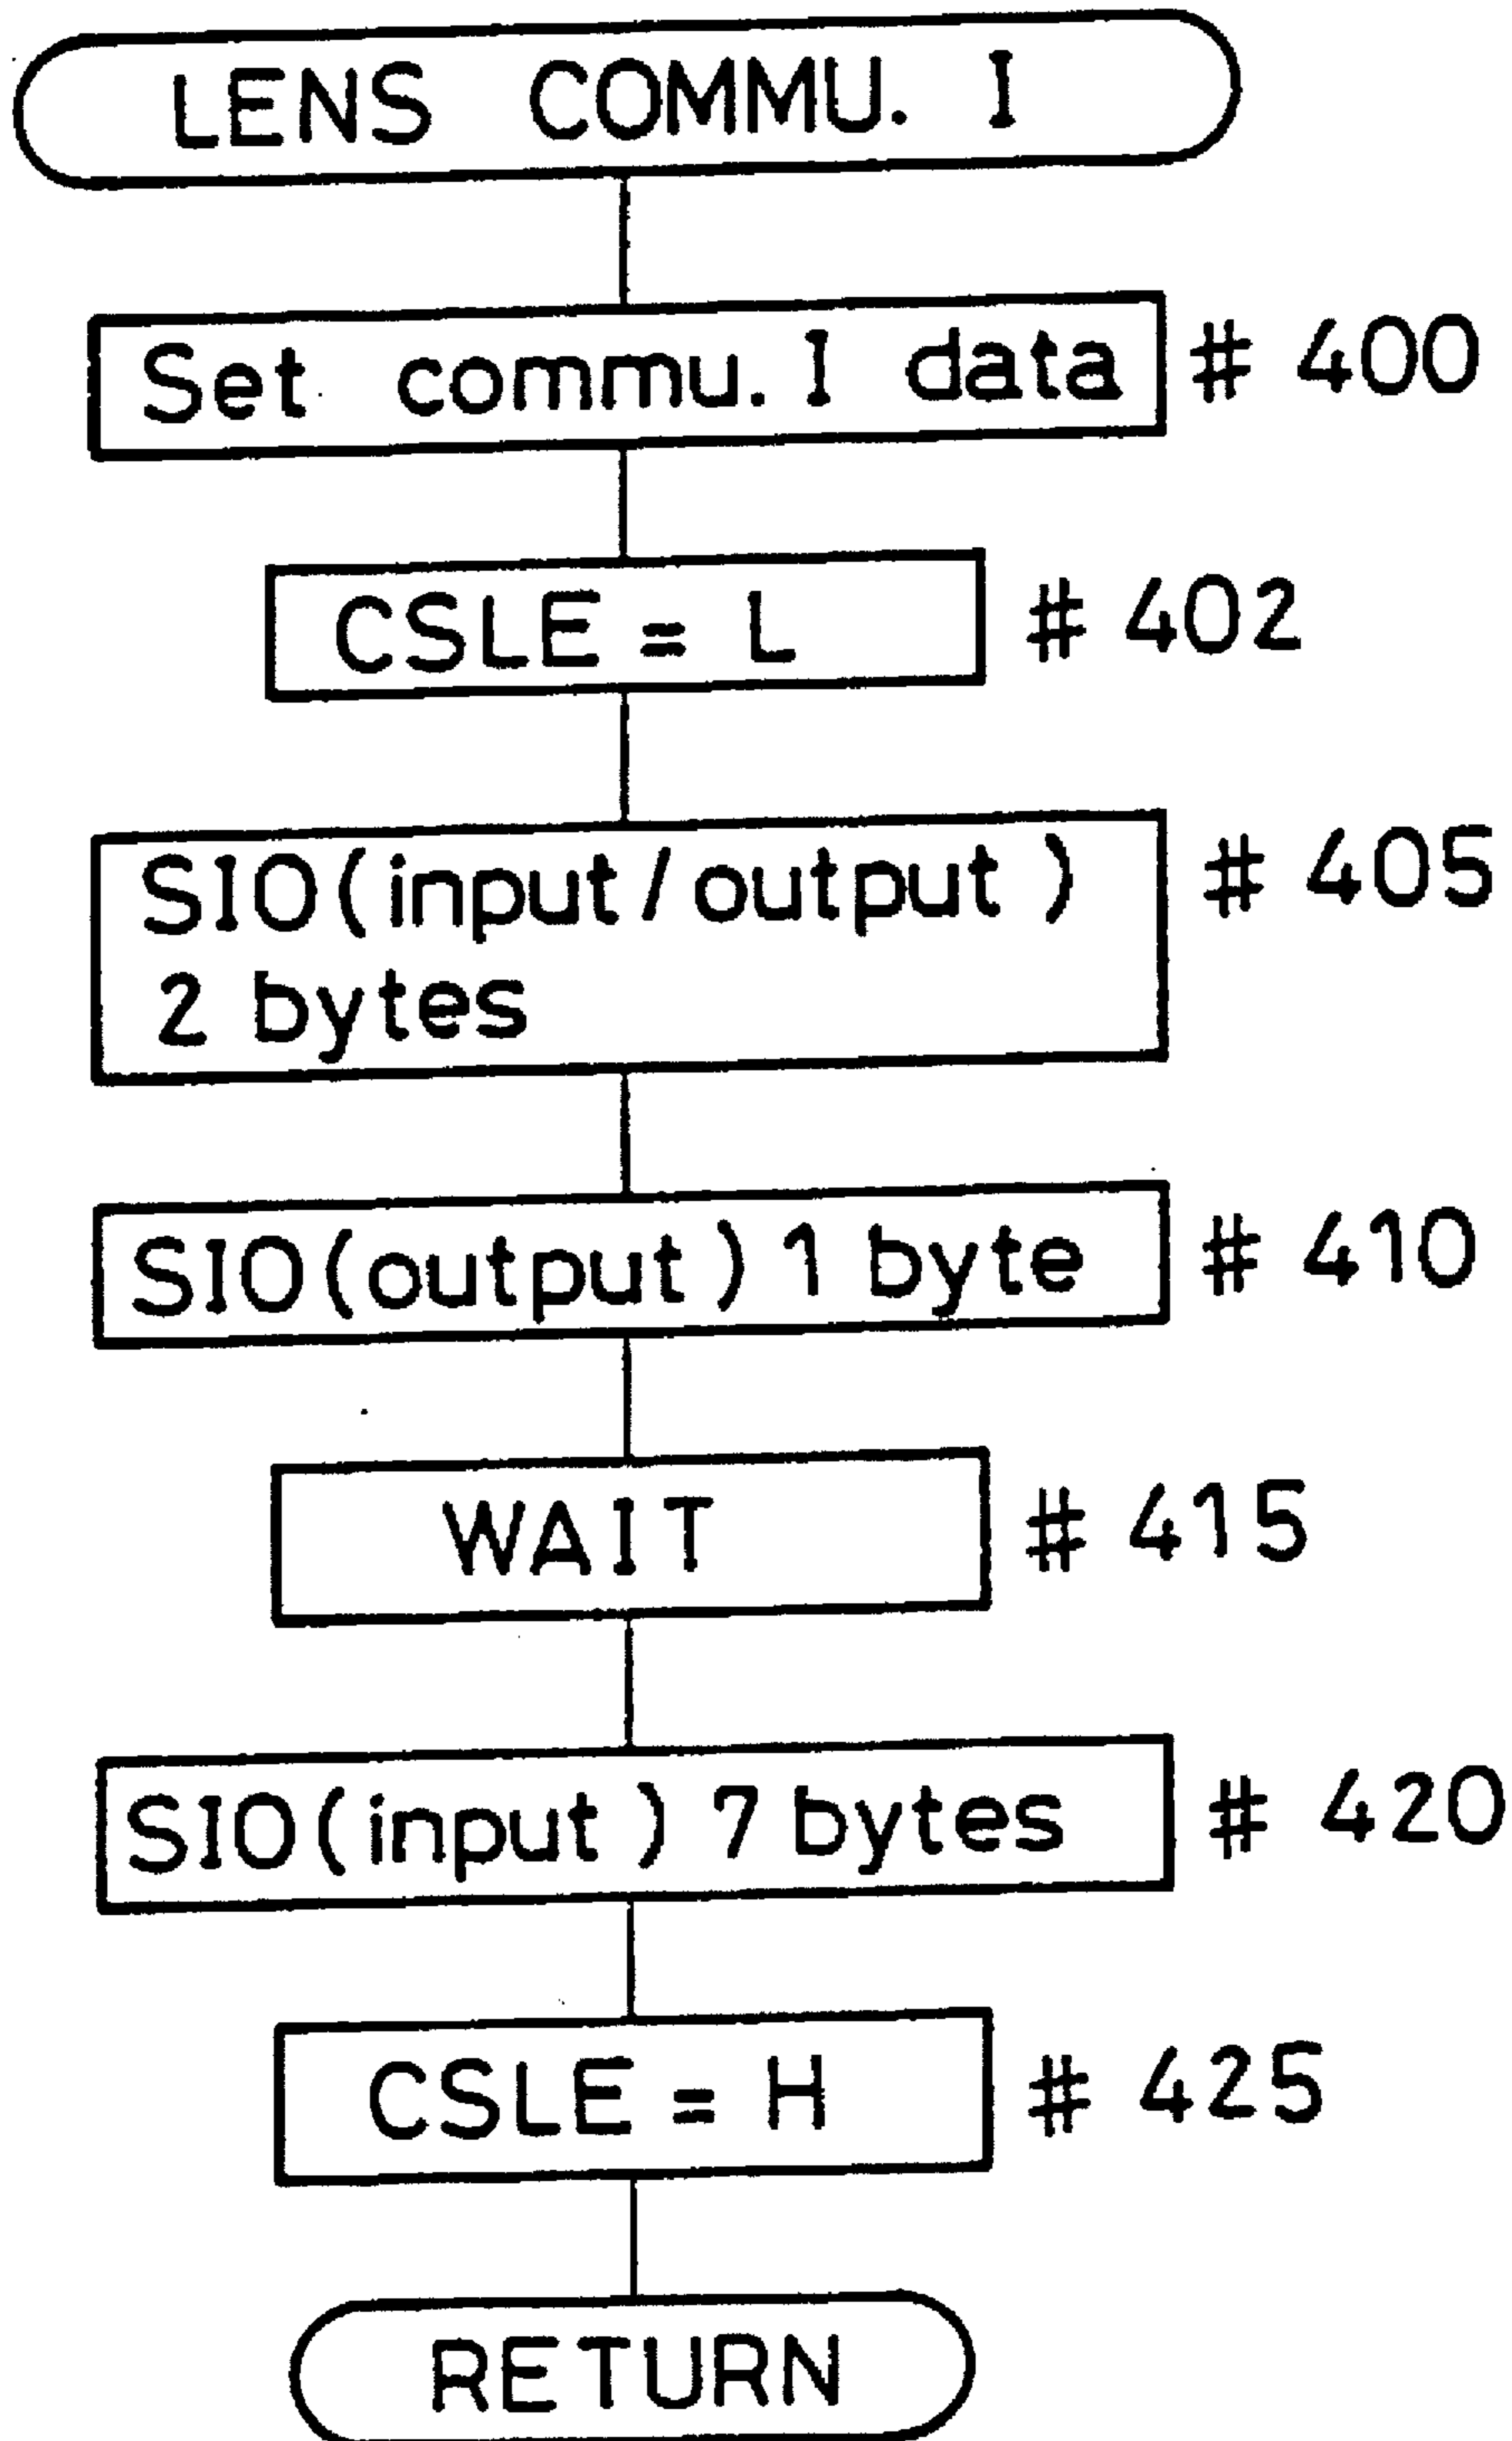 LENS COMMU. I
Set commu. I data # 400
CSLE = L # 402
SIO(input/output) # 405
2 bytes
SIO(output) 1 byte # 410
WAIT # 415
SIO(input) 7 bytes # 420
CSLE = H # 425
RETURN